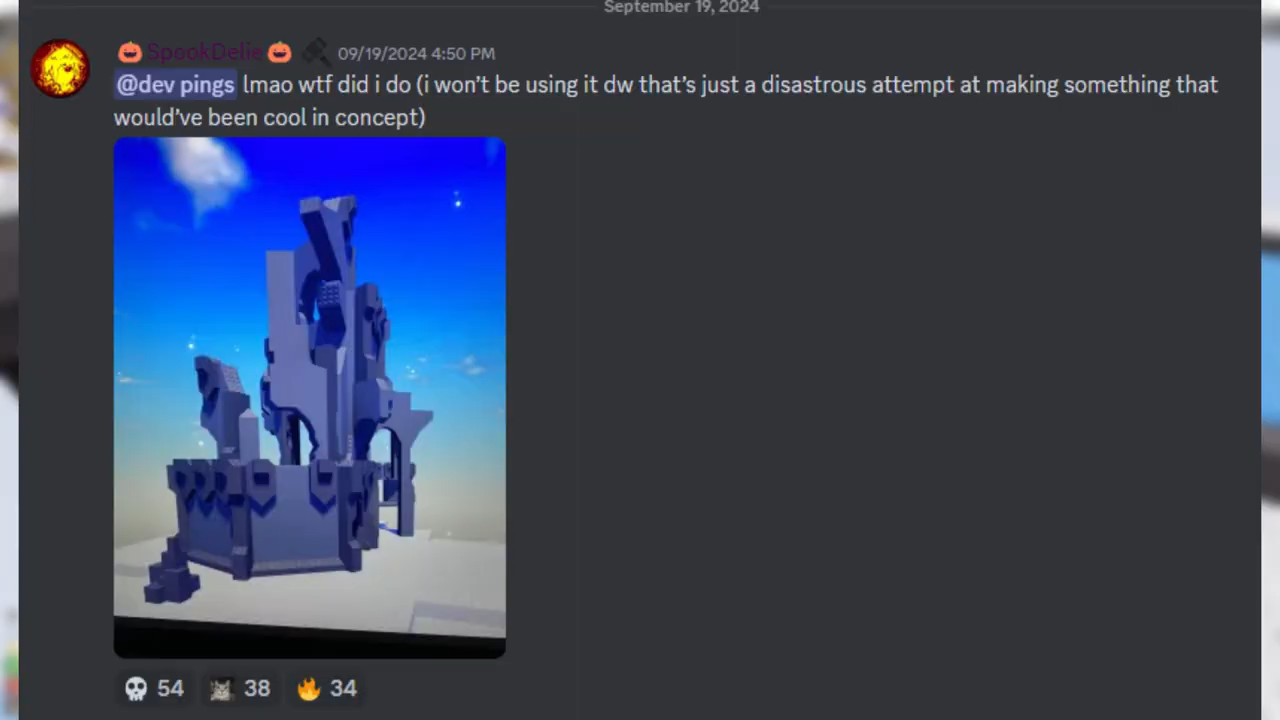 September 19, 2024
🎃 SpookDelie 🎃 09/19/2024 4:50 PM
@dev pings lmao wtf did i do (i won't be using it dw that's just a disastrous attempt at making something that
would've been cool in concept)
54 38 34